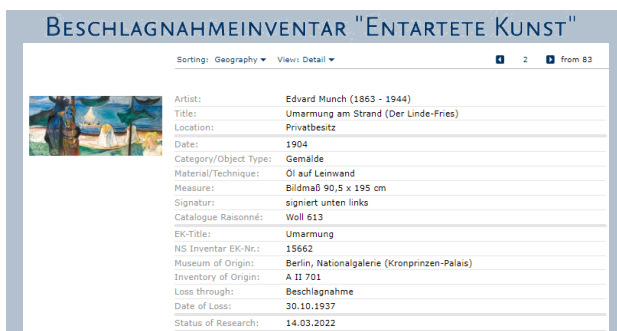 Beschlagnahmeinventar "Entartete Kunst"
Sorting: Geography View: Detail 2 from 83
Artist: Edvard Munch (1863 - 1944)
Title: Umarmung am Strand (Der Linde-Fries)
Location: Privatbesitz
Date: 1904
Category/Object Type: Gemälde
Material/Technique: Öl auf Leinwand
Measure: Bildmaß 90,5 x 195 cm
Signatur: signiert unten links
Catalogue Raisonné: Woll 613
EK-Title: Umarmung
NS Inventar EK-Nr.: 15662
Museum of Origin: Berlin, Nationalgalerie (Kronprinzen-Palais)
Inventory of Origin: A II 701
Loss through: Beschlagnahme
Date of Loss: 30.10.1937
Status of Research: 14.03.2022